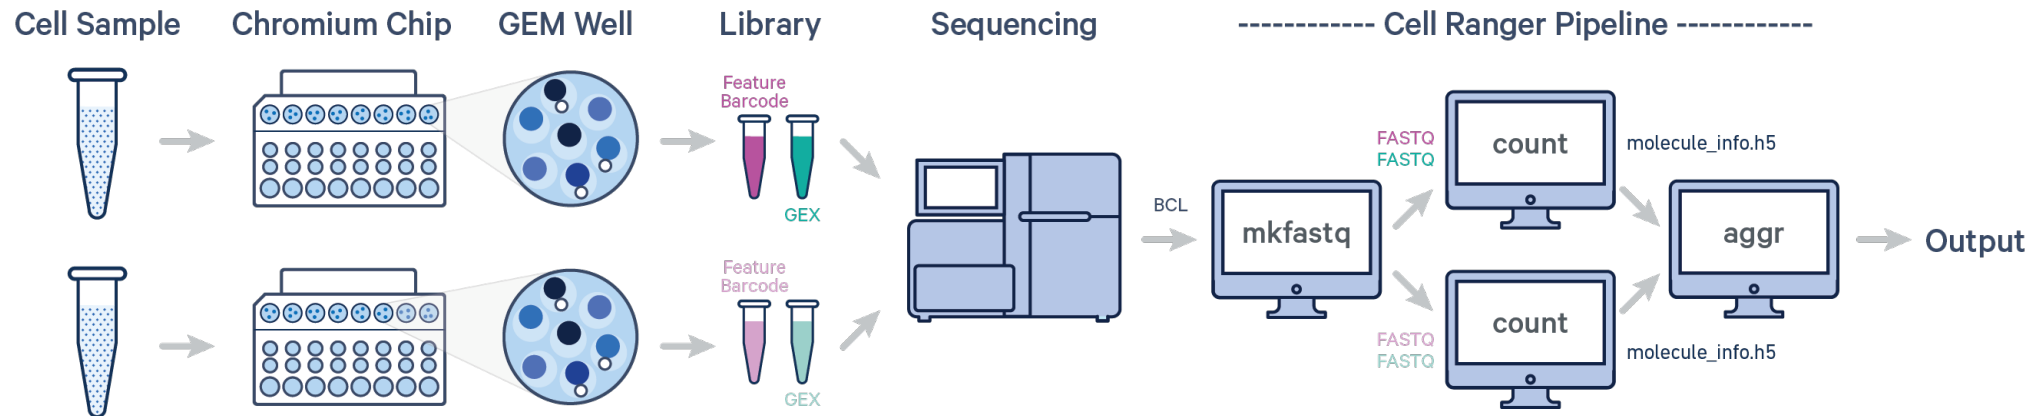 Cell Sample
Chromium Chip
GEM Well
Library
Sequencing
------------ Cell Ranger Pipeline ------------
Feature
Barcode
GEX
Feature
Barcode
GEX
BCL
mkfastq
FASTQ
FASTQ
count
molecule_info.h5
FASTQ
FASTQ
count
molecule_info.h5
aggr
Output